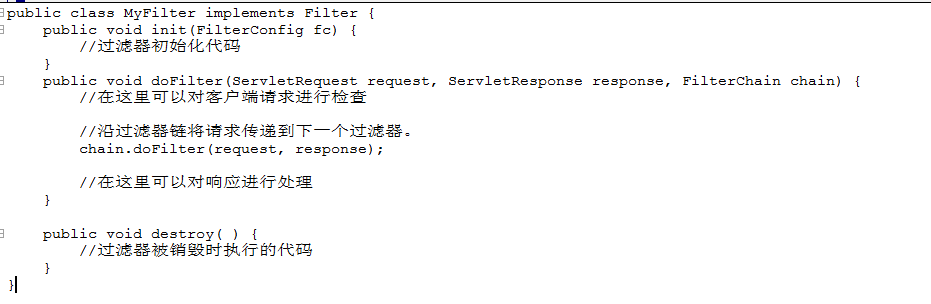 public class MyFilter implements Filter {
    public void init(FilterConfig fc) {
        //过滤器初始化代码
    }
    public void doFilter(ServletRequest request, ServletResponse response, FilterChain chain) {
        //在这里可以对客户端请求进行检查
        //沿过滤器链将请求传递到下一个过滤器。
        chain.doFilter(request, response);
        //在这里可以对响应进行处理
    }
    public void destroy( ) {
        //过滤器被销毁时执行的代码
    }
}